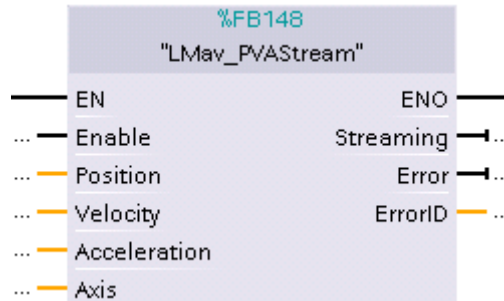 %FB148
"LMav_PVAStream"
EN ENO
... Enable Streaming ...
... Position Error ...
... Velocity ErrorID ...
... Acceleration
... Axis